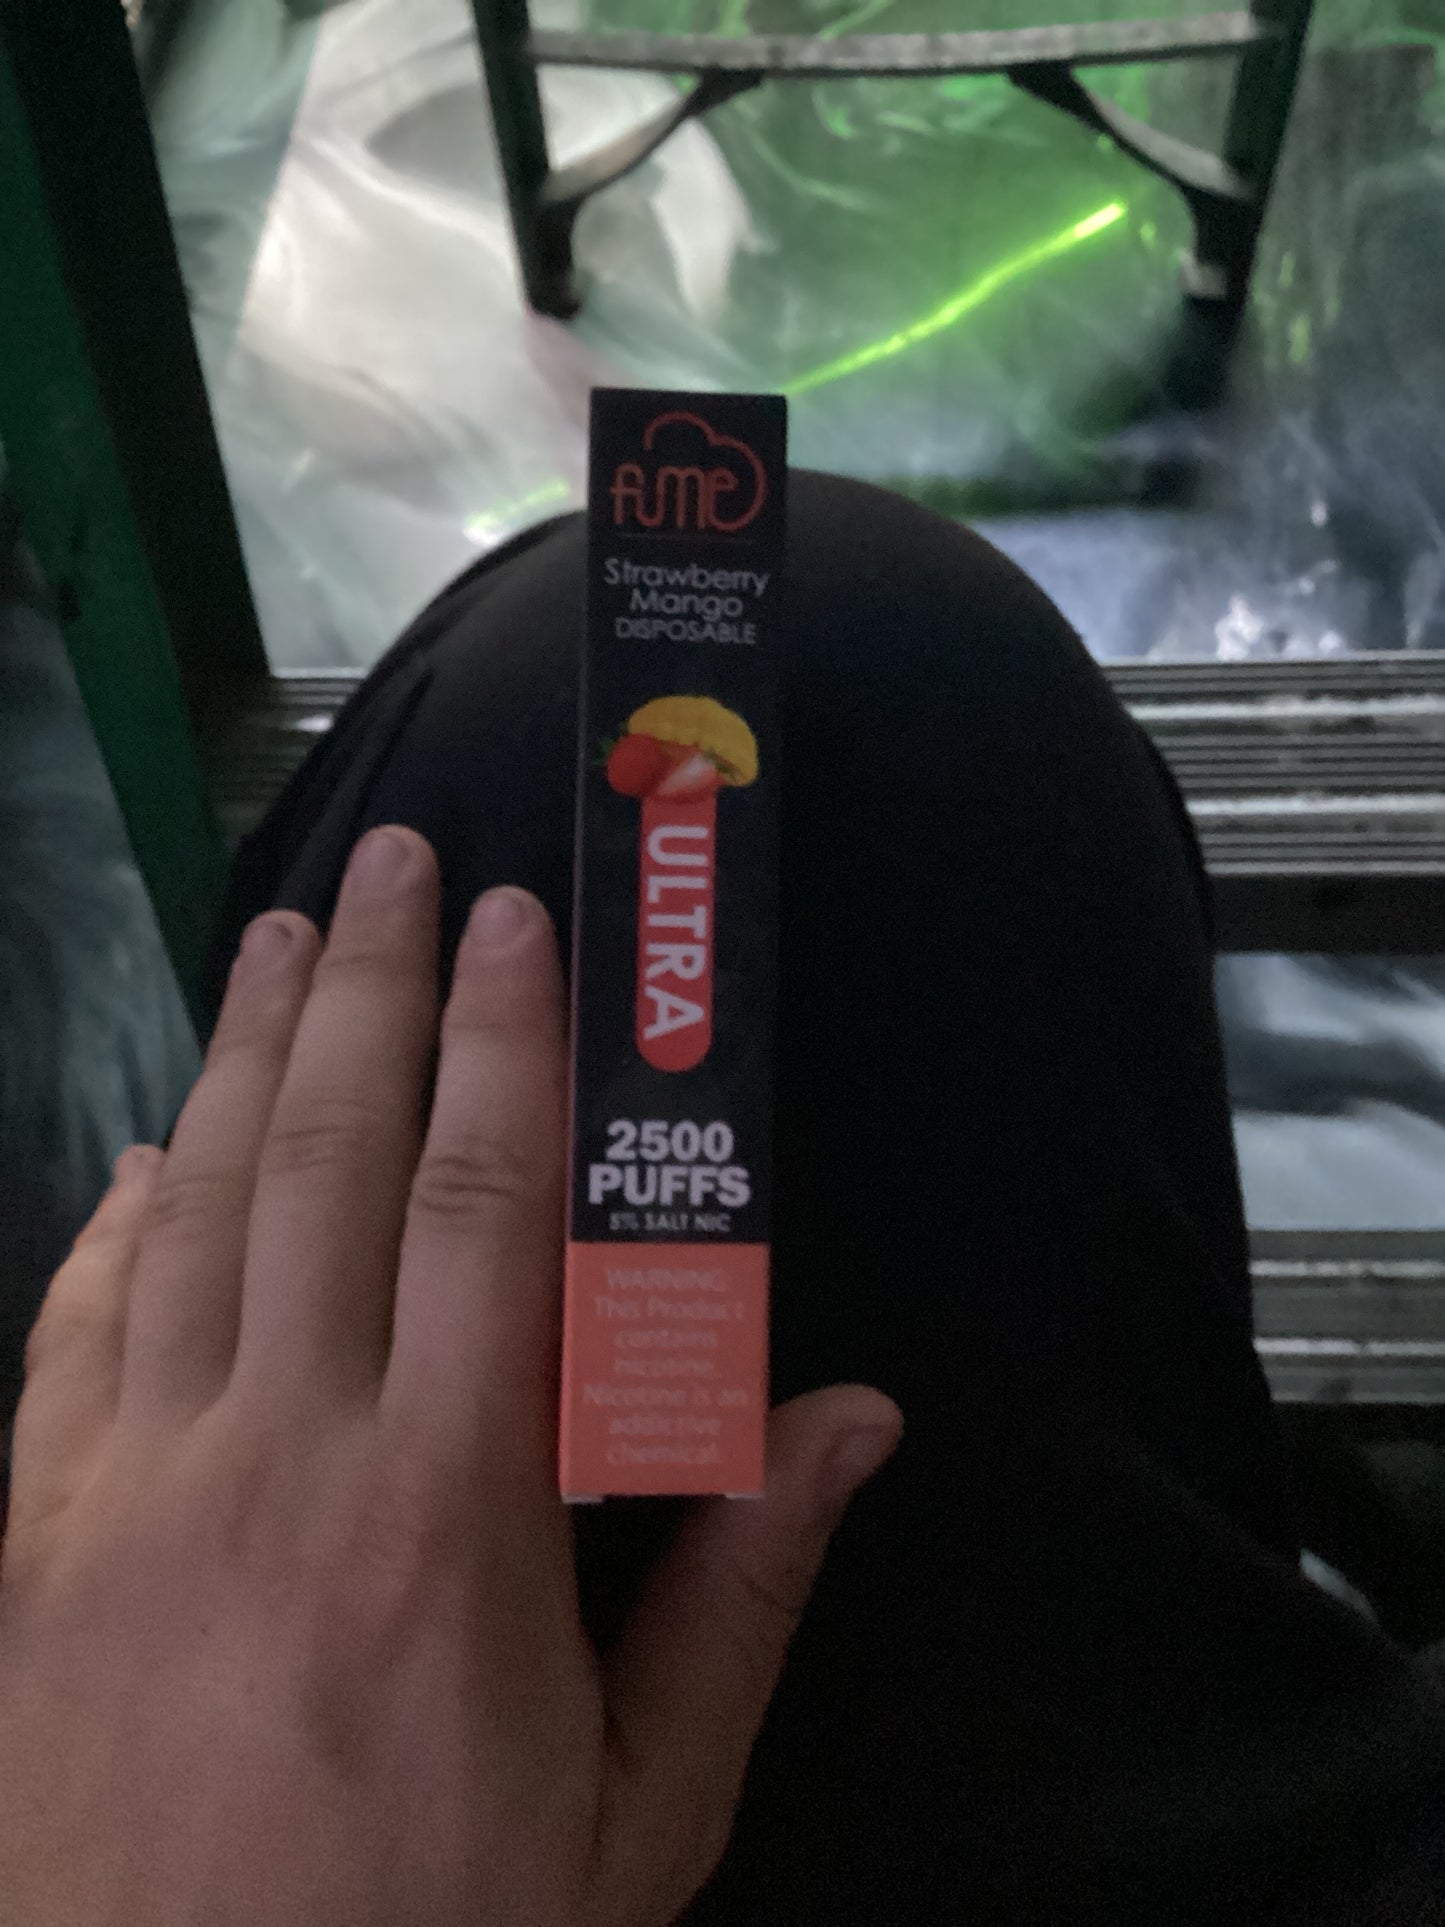 fume
Strawberry
Mango
DISPOSABLE
ULTRA
2500
PUFFS
5% SALT NIC
WARNING:
This Product
contains
nicotine.
Nicotine is an
addictive
chemical.